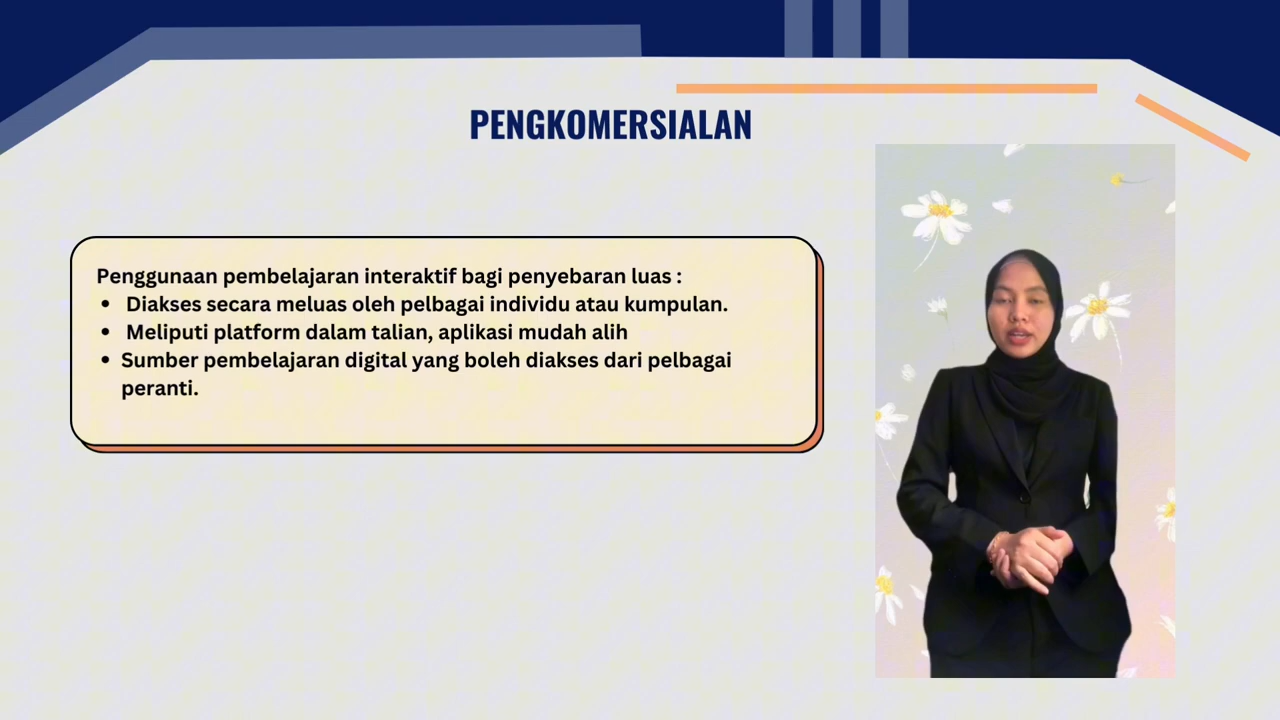 PENGKOMERSIALAN
Penggunaan pembelajaran interaktif bagi penyebaran luas :
• Diakses secara meluas oleh pelbagai individu atau kumpulan.
• Meliputi platform dalam talian, aplikasi mudah alih
• Sumber pembelajaran digital yang boleh diakses dari pelbagai
peranti.